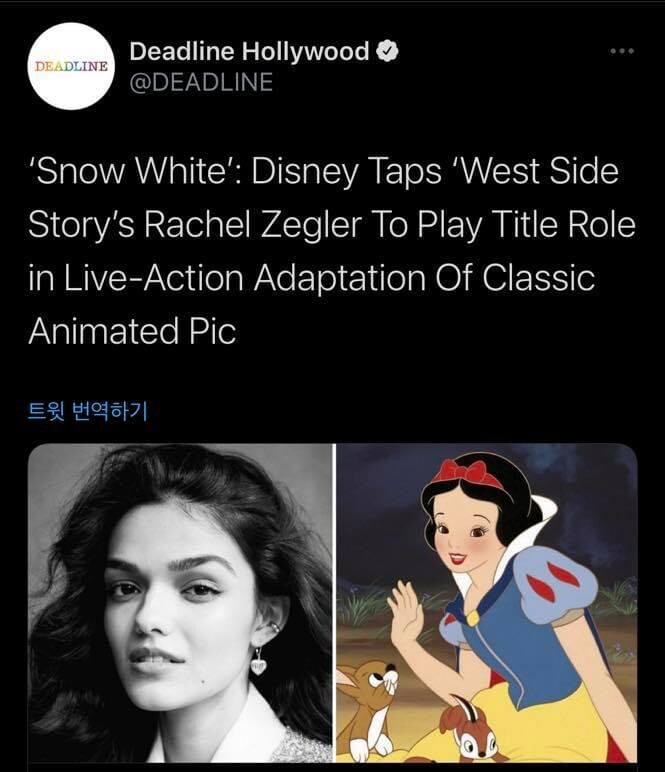 DEADLINE
Deadline Hollywood
@DEADLINE
‘Snow White’: Disney Taps ‘West Side
Story’s Rachel Zegler To Play Title Role
in Live-Action Adaptation Of Classic
Animated Pic
트윗 번역하기